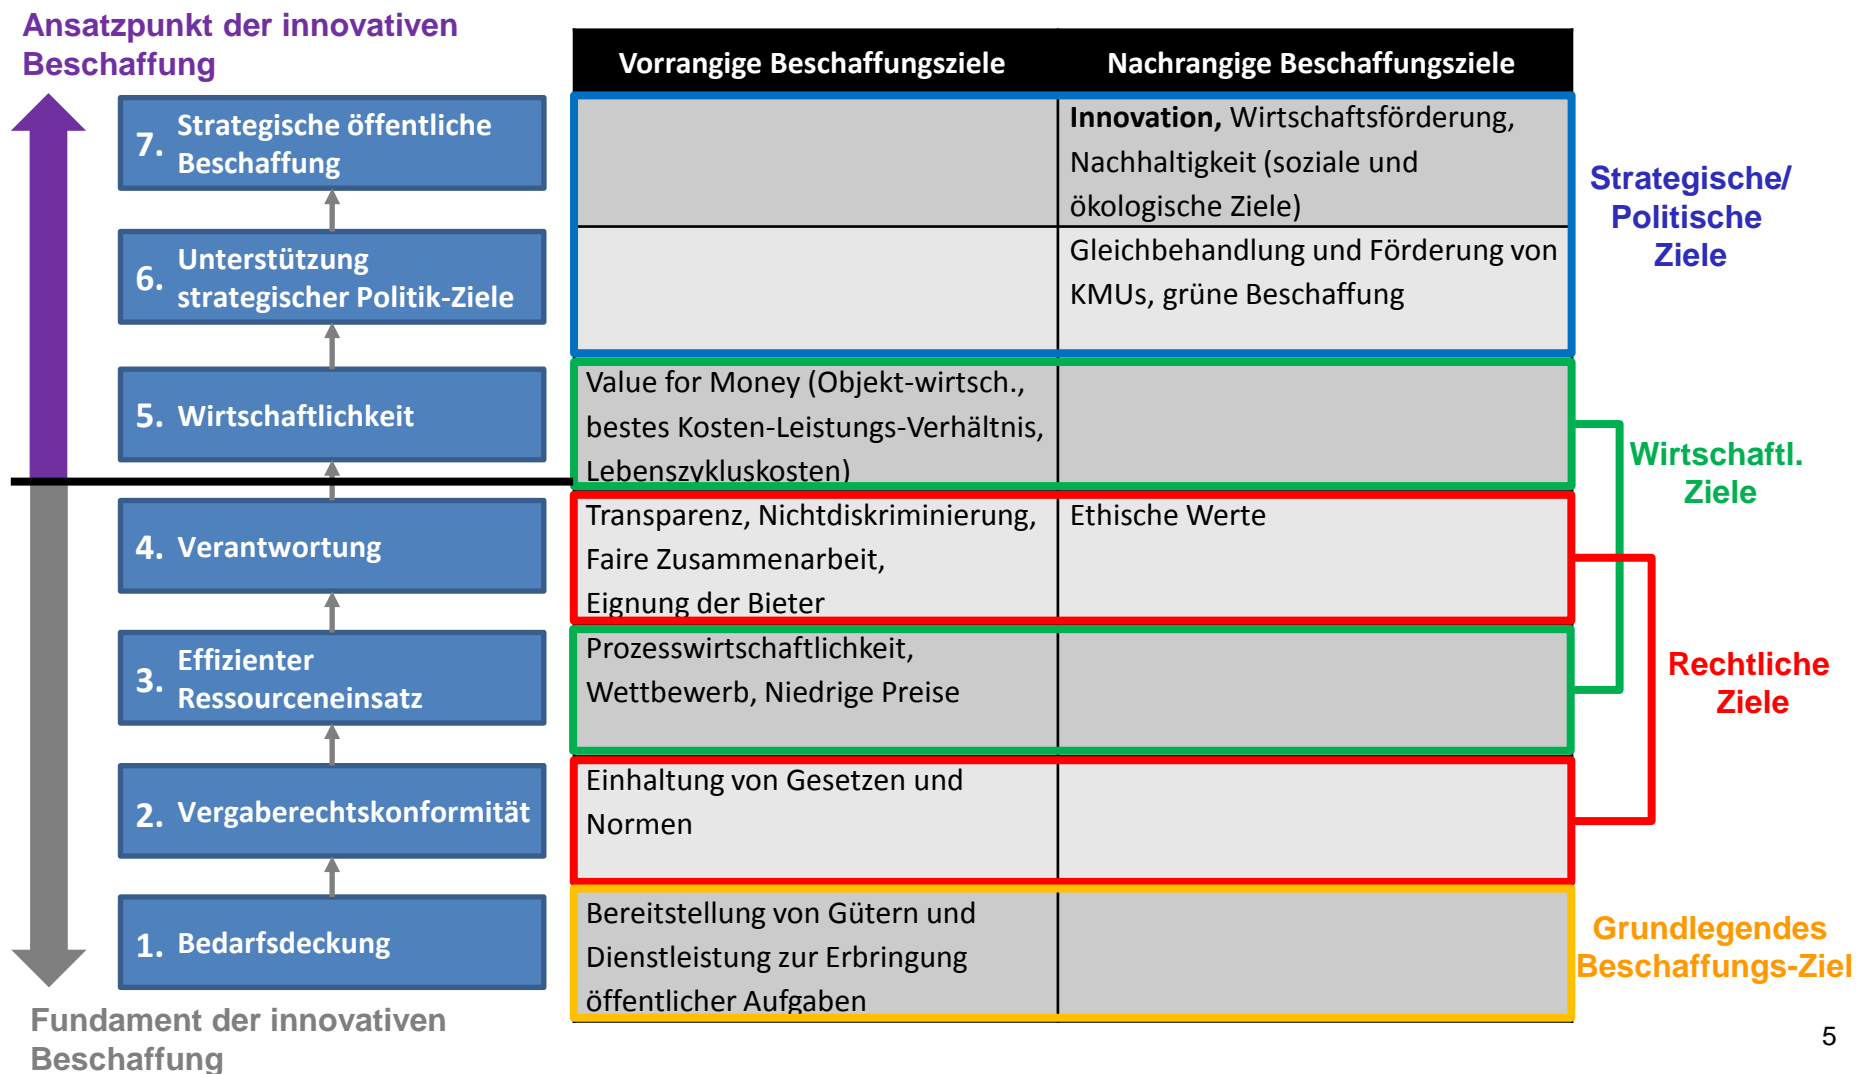 Ansatzpunkt der innovativen
Beschaffung
Vorrangige Beschaffungsziele
Nachrangige Beschaffungsziele
7. Strategische öffentliche
Beschaffung
Innovation, Wirtschaftsförderung,
Nachhaltigkeit (soziale und
ökologische Ziele)
Strategische/
Politische
Ziele
6. Unterstützung
strategischer Politik-Ziele
Gleichbehandlung und Förderung von
KMUs, grüne Beschaffung
5. Wirtschaftlichkeit
Value for Money (Objekt-wirtsch.,
bestes Kosten-Leistungs-Verhältnis,
Lebenszykluskosten)
Wirtschaftl.
Ziele
4. Verantwortung
Transparenz, Nichtdiskriminierung,
Faire Zusammenarbeit,
Eignung der Bieter
Ethische Werte
3. Effizienter
Ressourceneinsatz
Prozesswirtschaftlichkeit,
Wettbewerb, Niedrige Preise
Rechtliche
Ziele
2. Vergaberechtskonformität
Einhaltung von Gesetzen und
Normen
1. Bedarfsdeckung
Bereitstellung von Gütern und
Dienstleistung zur Erbringung
öffentlicher Aufgaben
Grundlegendes
Beschaffungs-Ziel
Fundament der innovativen
Beschaffung
5